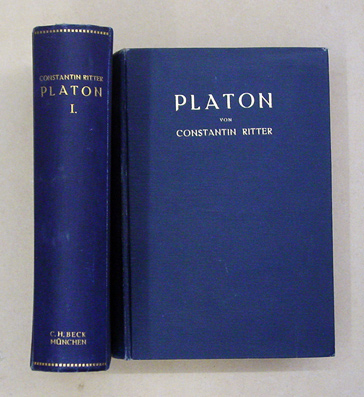 CONSTANTIN RITTER
PLATON
I.
C. H. BECK
MÜNCHEN
PLATON
VON
CONSTANTIN RITTER